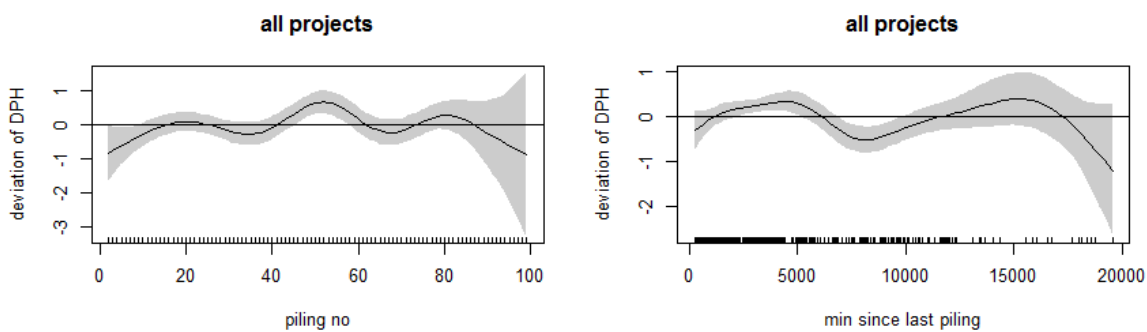 all projects
deviation of DPH
1
0
-1
-2
-3
0 20 40 60 80 100
piling no
all projects
deviation of DPH
1
0
-1
-2
0 5000 10000 15000 20000
min since last piling